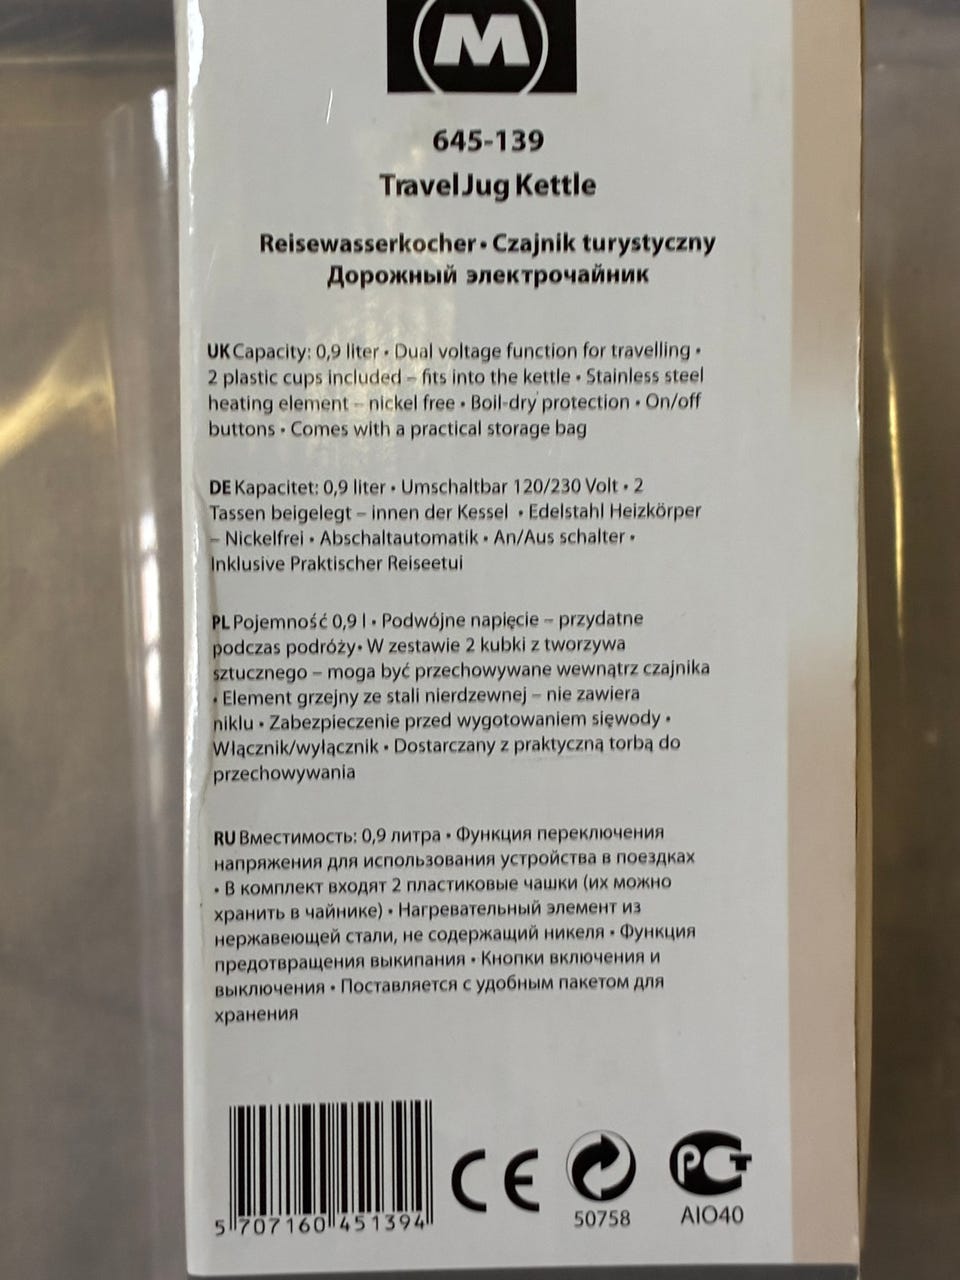 M
645-139
Travel Jug Kettle
Reisewasserkocher • Czajnik turystyczny
Дорожный электрочайник
UK Capacity: 0,9 liter • Dual voltage function for travelling •
2 plastic cups included – fits into the kettle • Stainless steel
heating element – nickel free • Boil-dry protection • On/off
buttons • Comes with a practical storage bag
DE Kapacitet: 0,9 liter • Umschaltbar 120/230 Volt • 2
Tassen beigelegt – innen der Kessel • Edelstahl Heizkörper
– Nickelfrei • Abschaltautomatik • An/Aus schalter •
Inklusive Praktischer Reiseetui
PL Pojemność 0,9 l • Podwójne napięcie – przydatne
podczas podróży• W zestawie 2 kubki z tworzywa
sztucznego – moga być przechowywane wewnątrz czajnika
• Element grzejny ze stali nierdzewnej – nie zawiera
niklu • Zabezpieczenie przed wygotowaniem sięwody •
Włącznik/wyłącznik • Dostarczany z praktyczną torbą do
przechowywania
RU Вместимость: 0,9 литра • Функция переключения
напряжения для использования устройства в поездках
• В комплект входят 2 пластиковые чашки (их можно
хранить в чайнике) • Нагревательный элемент из
нержавеющей стали, не содержащий никеля • Функция
предотвращения выкипания • Кнопки включения и
выключения • Поставляется с удобным пакетом для
хранения
5 707160 451394
CE
РСТ
50758
АЮ40